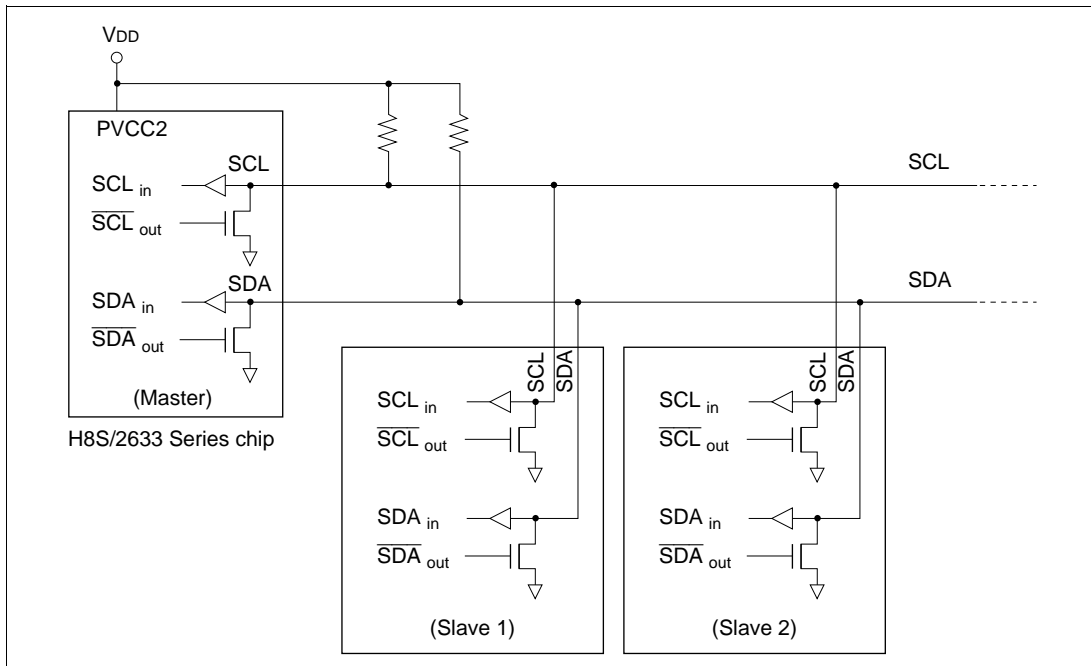 VDD
PVCC2
SCL
SCL in
SCL out
SDA
SDA in
SDA out
(Master)
H8S/2633 Series chip
SCL
SDA
SCL
SDA
SCL in
SCL out
SDA in
SDA out
(Slave 1)
SCL
SDA
SCL in
SCL out
SDA in
SDA out
(Slave 2)